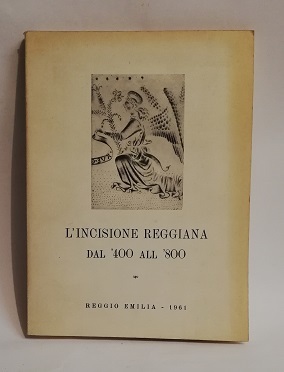 L'INCISIONE REGGIANA
DAL '400 ALL '800
REGGIO EMILIA - 1961